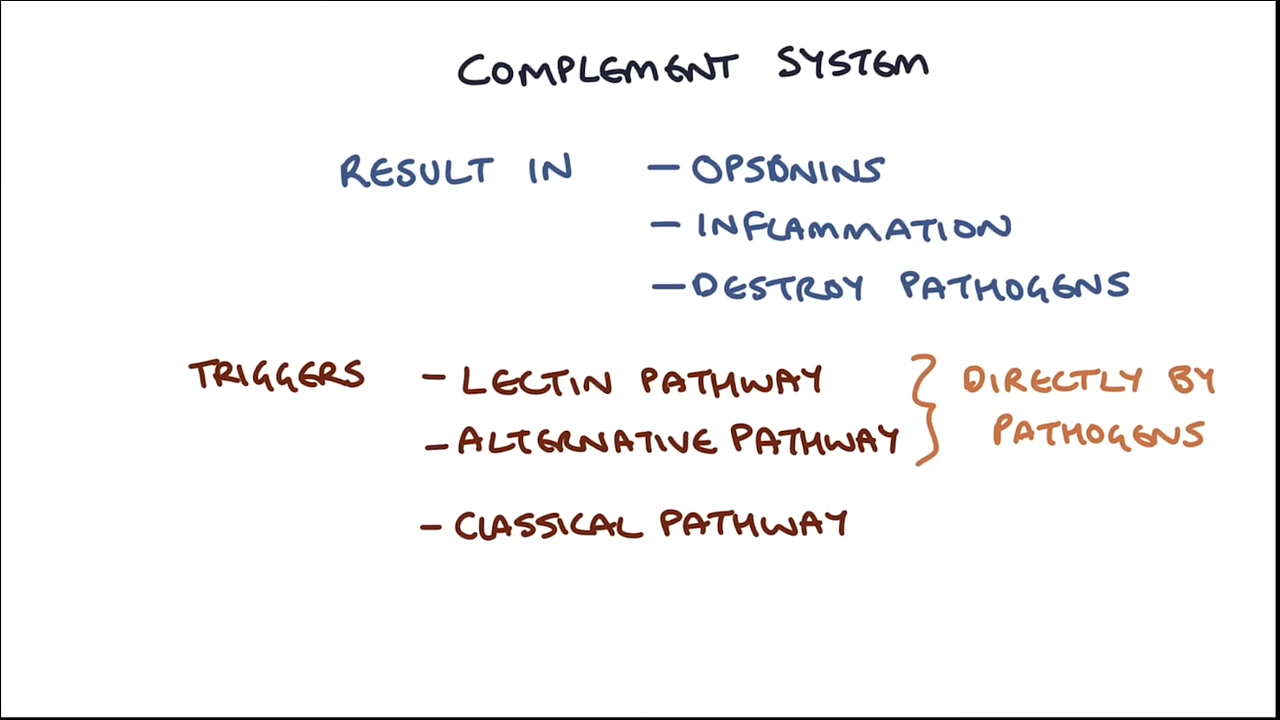 COMPLEMENT SYSTEM
RESULT IN - OPSONINS
- INFLAMMATION
- DESTROY PATHOGENS
TRIGGERS - LECTIN PATHWAY
- ALTERNATIVE PATHWAY
DIRECTLY BY
PATHOGENS
- CLASSICAL PATHWAY